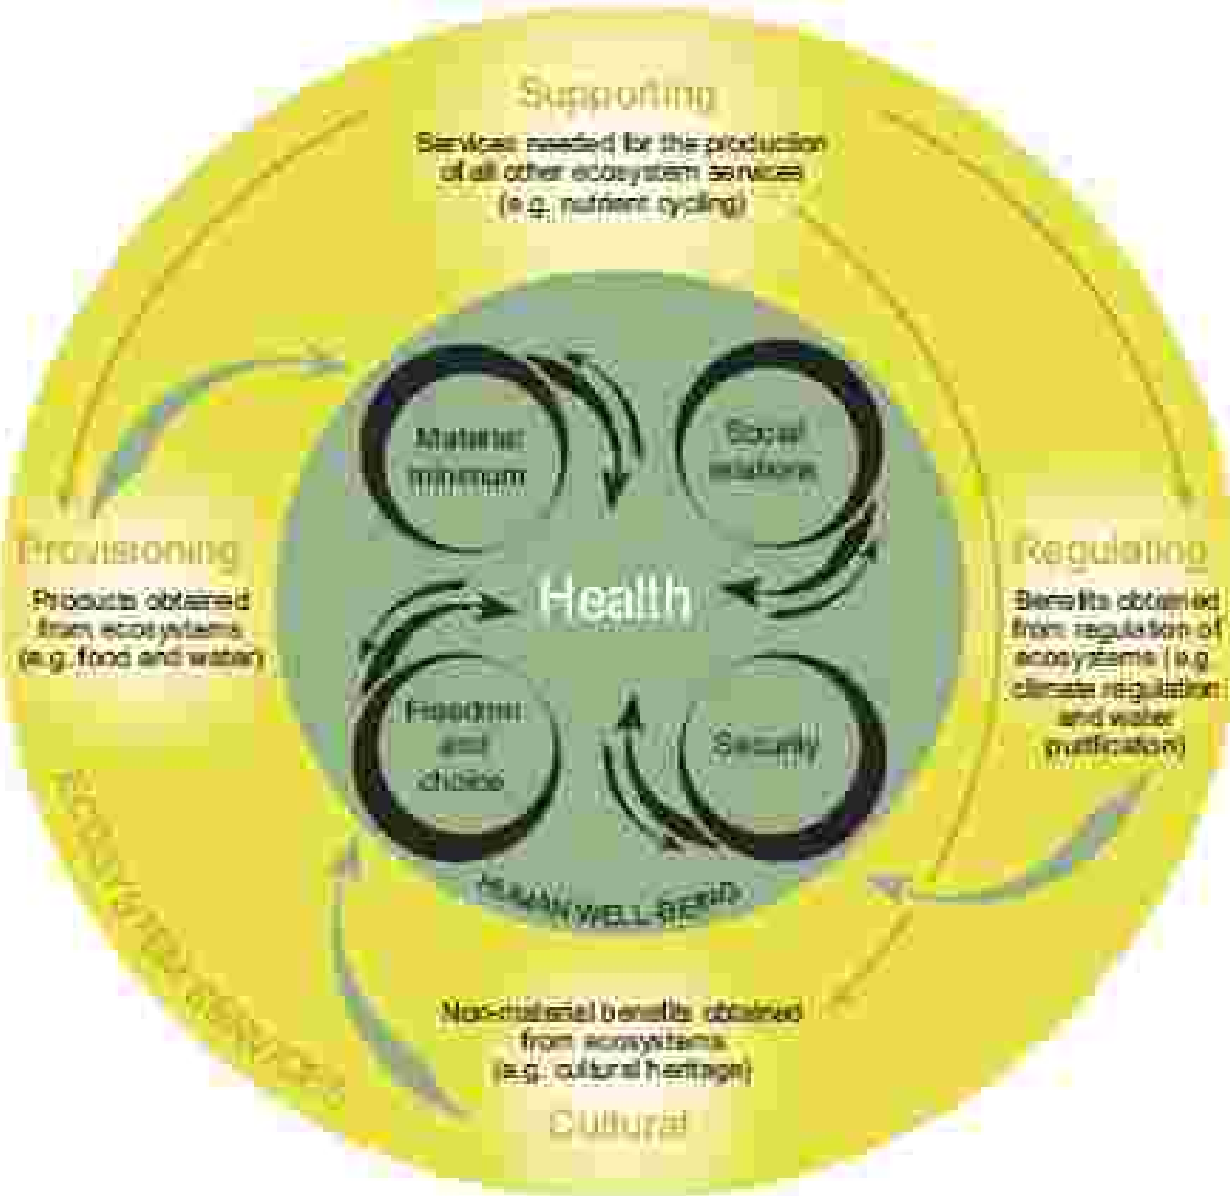 Supporting
Services needed for the production
of all other ecosystem services
(e.g. nutrient cycling)
Material
minimum
Social
relations
Provisioning
Products obtained
from ecosystems
(e.g. food and water)
Health
Regulating
Benefits obtained
from regulation of
ecosystems (e.g.
climate regulation
and water
purification)
Freedom
and
choice
Security
HUMAN WELL-BEING
ECOSYSTEM SERVICES
Non-material benefits obtained
from ecosystems
(e.g. cultural heritage)
Cultural